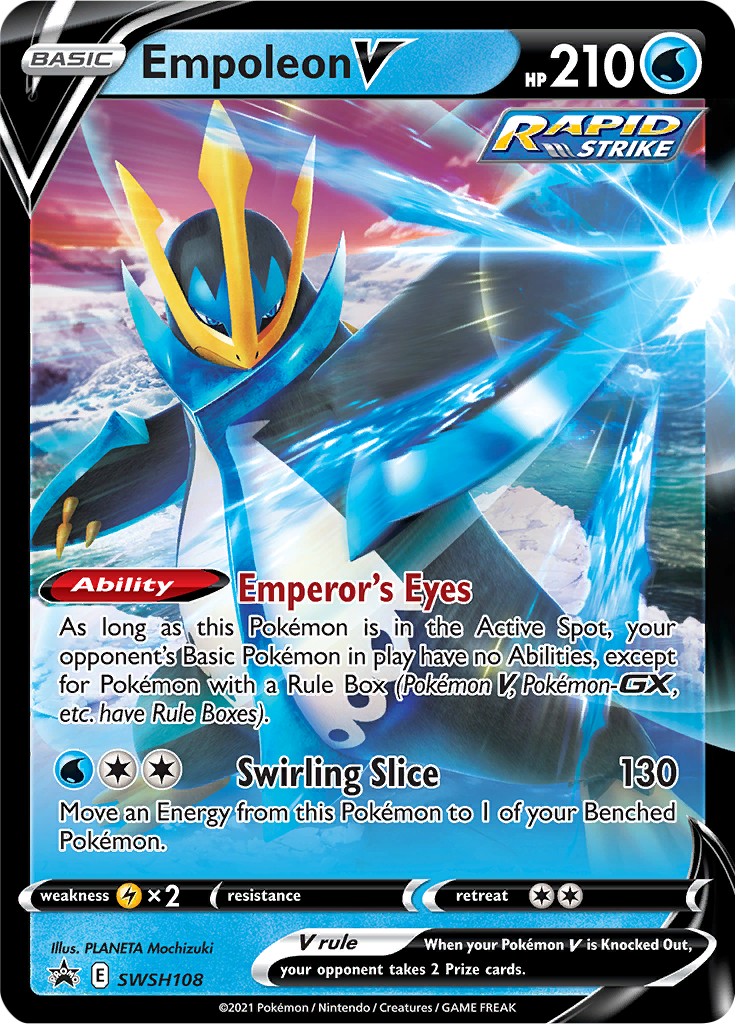 BASIC
Empoleon V
HP 210
RAPID
STRIKE
Ability Emperor's Eyes
As long as this Pokémon is in the Active Spot, your
opponent's Basic Pokémon in play have no Abilities, except
for Pokémon with a Rule Box (Pokémon V, Pokémon-GX,
etc. have Rule Boxes).
Swirling Slice 130
Move an Energy from this Pokémon to 1 of your Benched
Pokémon.
weakness ×2 resistance retreat
Illus. PLANETA Mochizuki
V rule When your Pokémon V is Knocked Out,
your opponent takes 2 Prize cards.
PROMO E SWSH108
©2021 Pokémon / Nintendo / Creatures / GAME FREAK